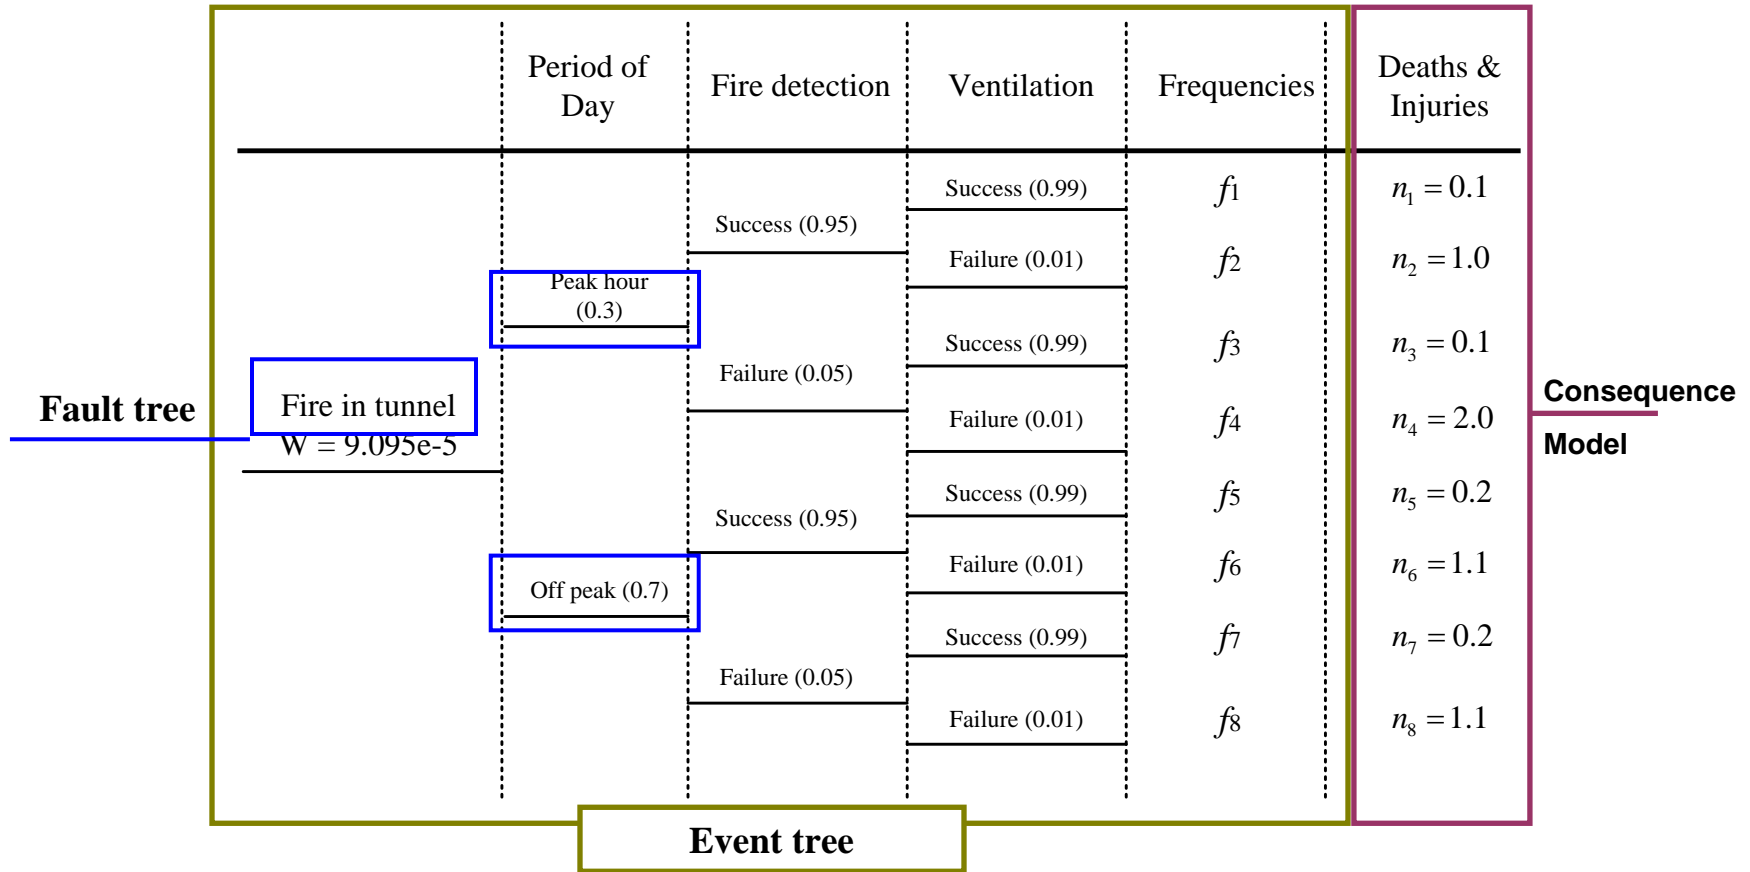 Period of
Day
Fire detection
Ventilation
Frequencies
Deaths &
Injuries
Success (0.99)
f1
n1 = 0.1
Success (0.95)
Failure (0.01)
f2
n2 = 1.0
Peak hour
(0.3)
Success (0.99)
f3
n3 = 0.1
Failure (0.05)
Fault tree
Fire in tunnel
W = 9.095e-5
Failure (0.01)
f4
n4 = 2.0
Consequence
Model
Success (0.99)
f5
n5 = 0.2
Success (0.95)
Failure (0.01)
f6
n6 = 1.1
Off peak (0.7)
Success (0.99)
f7
n7 = 0.2
Failure (0.05)
Failure (0.01)
f8
n8 = 1.1
Event tree